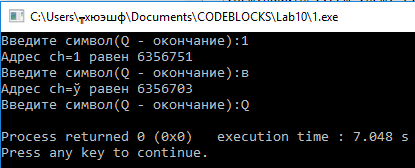 C:\Users\╤хюэшф\Documents\CODEBLOCKS\Lab10\1.exe
Введите символ(Q - окончание):1
Адрес ch=1 равен 6356751
Введите символ(Q - окончание):в
Адрес ch=ў равен 6356703
Введите символ(Q - окончание):Q
Process returned 0 (0x0)   execution time : 7.048 s
Press any key to continue.